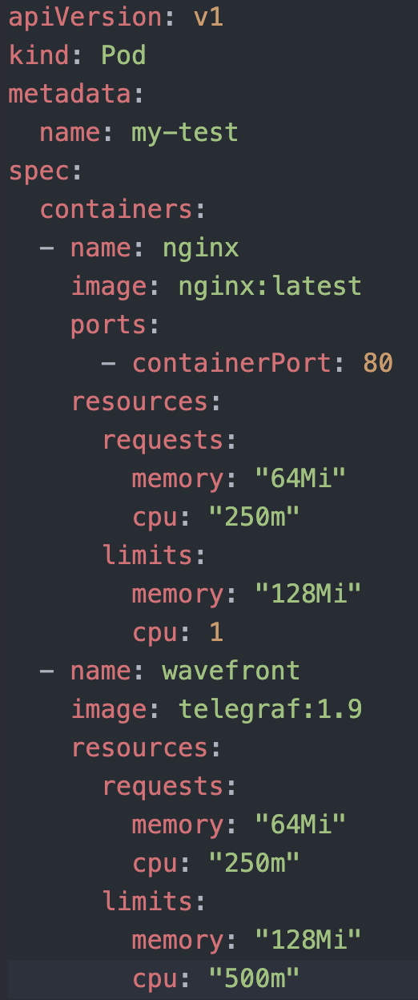 apiVersion: v1
kind: Pod
metadata:
  name: my-test
spec:
  containers:
  - name: nginx
    image: nginx:latest
    ports:
      - containerPort: 80
    resources:
      requests:
        memory: "64Mi"
        cpu: "250m"
      limits:
        memory: "128Mi"
        cpu: 1
  - name: wavefront
    image: telegraf:1.9
    resources:
      requests:
        memory: "64Mi"
        cpu: "250m"
      limits:
        memory: "128Mi"
        cpu: "500m"